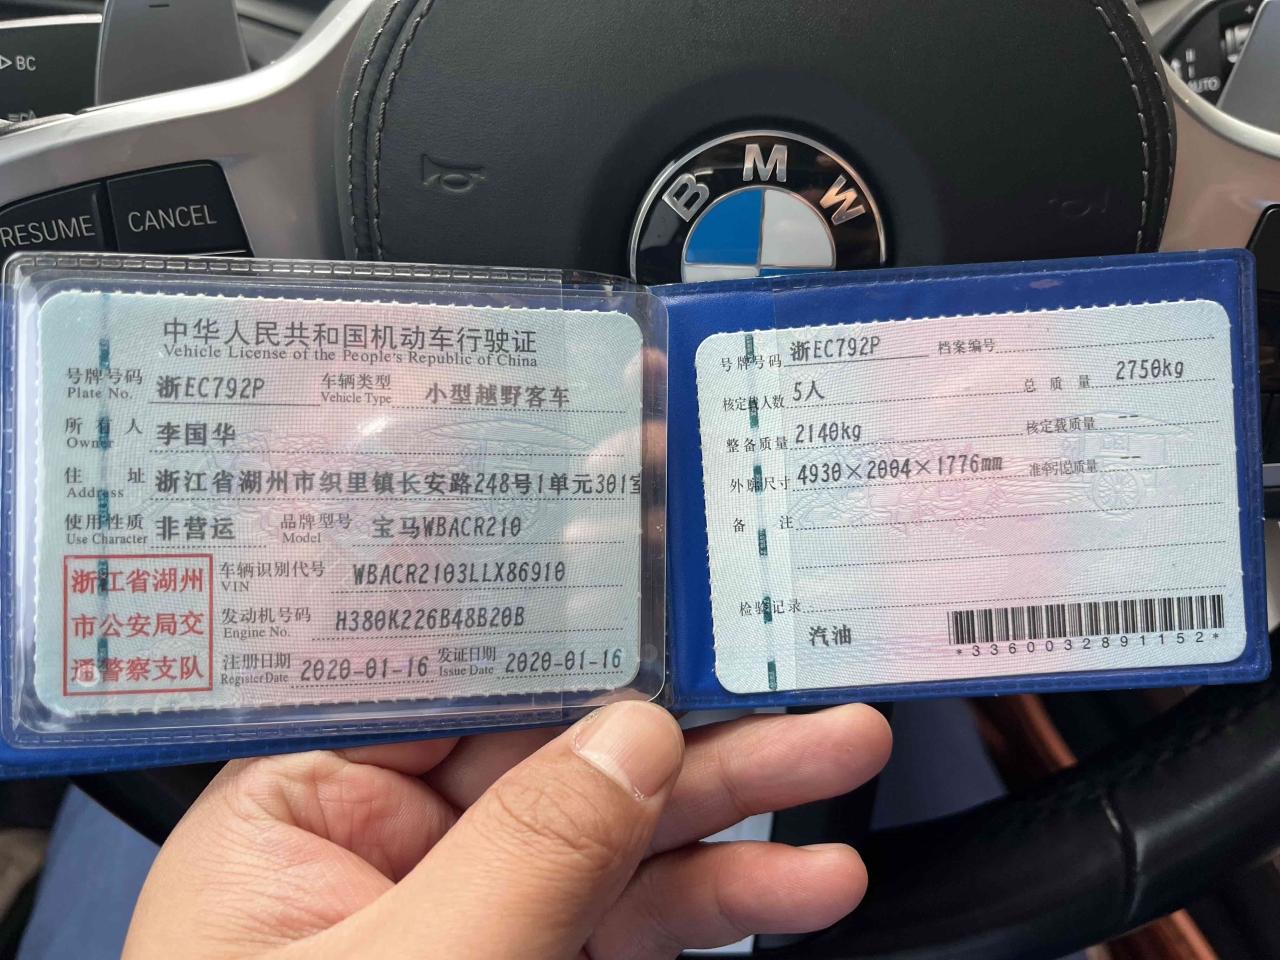 BC
AUTO
RESUME
CANCEL
BMW
中华人民共和国机动车行驶证
Vehicle License of the People's Republic of China
号牌号码 浙EC792P 车辆类型 小型越野客车
Plate No. Vehicle Type
所有人 李国华
Owner
住址 浙江省湖州市织里镇长安路248号1单元301室
Address
使用性质 非营运 品牌型号 宝马WBACR210
Use Character Model
浙江省湖州
市公安局交
通警察支队
车辆识别代号 WBACR2103LLX86910
VIN
发动机号码 H380K226B48B20B
Engine No.
注册日期 2020-01-16 发证日期 2020-01-16
Register Date Issue Date
号牌号码 浙EC792P 档案编号
核定载人数 5人 总质量 2750kg
整备质量 2140kg 核定载质量 --
外廓尺寸 4930×2004×1776mm 准牵引总质量 --
备注
检验记录
汽油
*3360032891152*